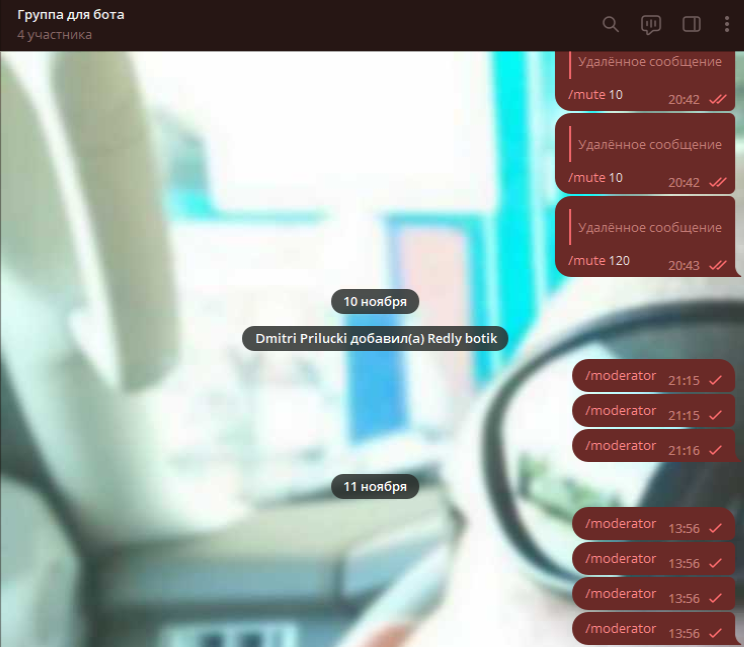 Группа для бота
4 участника
Удалённое сообщение
/mute 10
20:42
Удалённое сообщение
/mute 10
20:42
Удалённое сообщение
/mute 120
20:43
10 ноября
Dmitri Prilucki добавил(а) Redly botik
/moderator 21:15
/moderator 21:15
/moderator 21:16
11 ноября
/moderator 13:56
/moderator 13:56
/moderator 13:56
/moderator 13:56